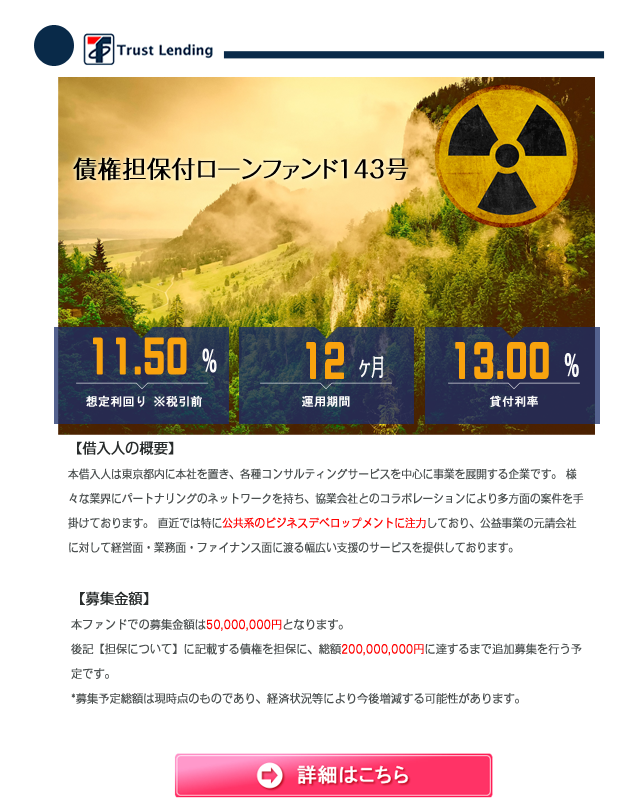 Trust Lending
債権担保付ローンファンド143号
11.50 %
想定利回り ※税引前
12 ヶ月
運用期間
13.00 %
貸付利率
【借入人の概要】
本借入人は東京都内に本社を置き、各種コンサルティングサービスを中心に事業を展開する企業です。 様
々な業界にパートナリングのネットワークを持ち、協業会社とのコラボレーションにより多方面の案件を手
掛けております。 直近では特に公共系のビジネスデベロップメントに注力しており、公益事業の元請会社
に対して経営面・業務面・ファイナンス面に渡る幅広い支援のサービスを提供しております。
【募集金額】
本ファンドでの募集金額は50,000,000円となります。
後記【担保について】に記載する債権を担保に、総額200,000,000円に達するまで追加募集を行う予
定です。
*募集予定総額は現時点のものであり、経済状況等により今後増減する可能性があります。
詳細はこちら